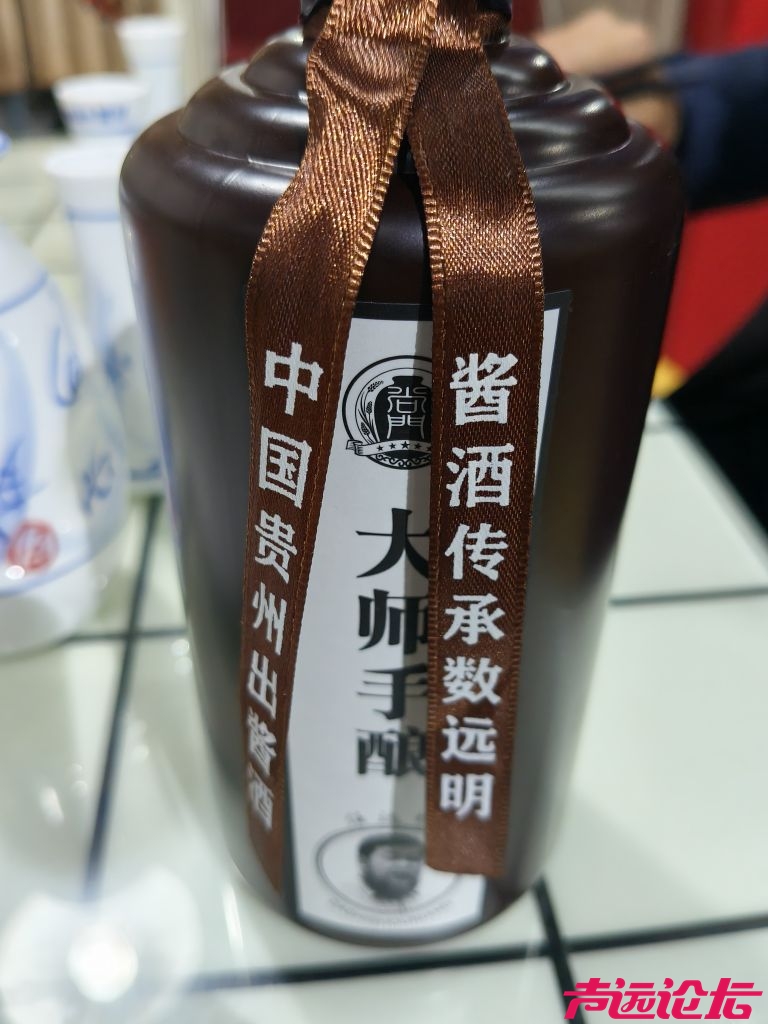 中国贵州出酱酒
酱酒传承数远明
大师手酿
声远论坛